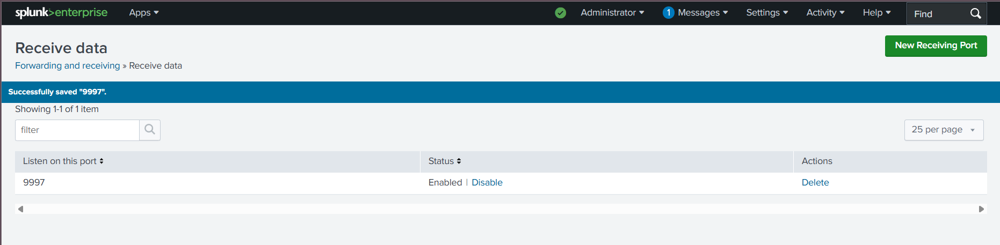 splunk>enterprise Apps Administrator 1 Messages Settings Activity Help Find
Receive data
New Receiving Port
Forwarding and receiving » Receive data
Successfully saved "9997".
Showing 1-1 of 1 item
filter
25 per page
Listen on this port Status Actions
9997 Enabled | Disable Delete